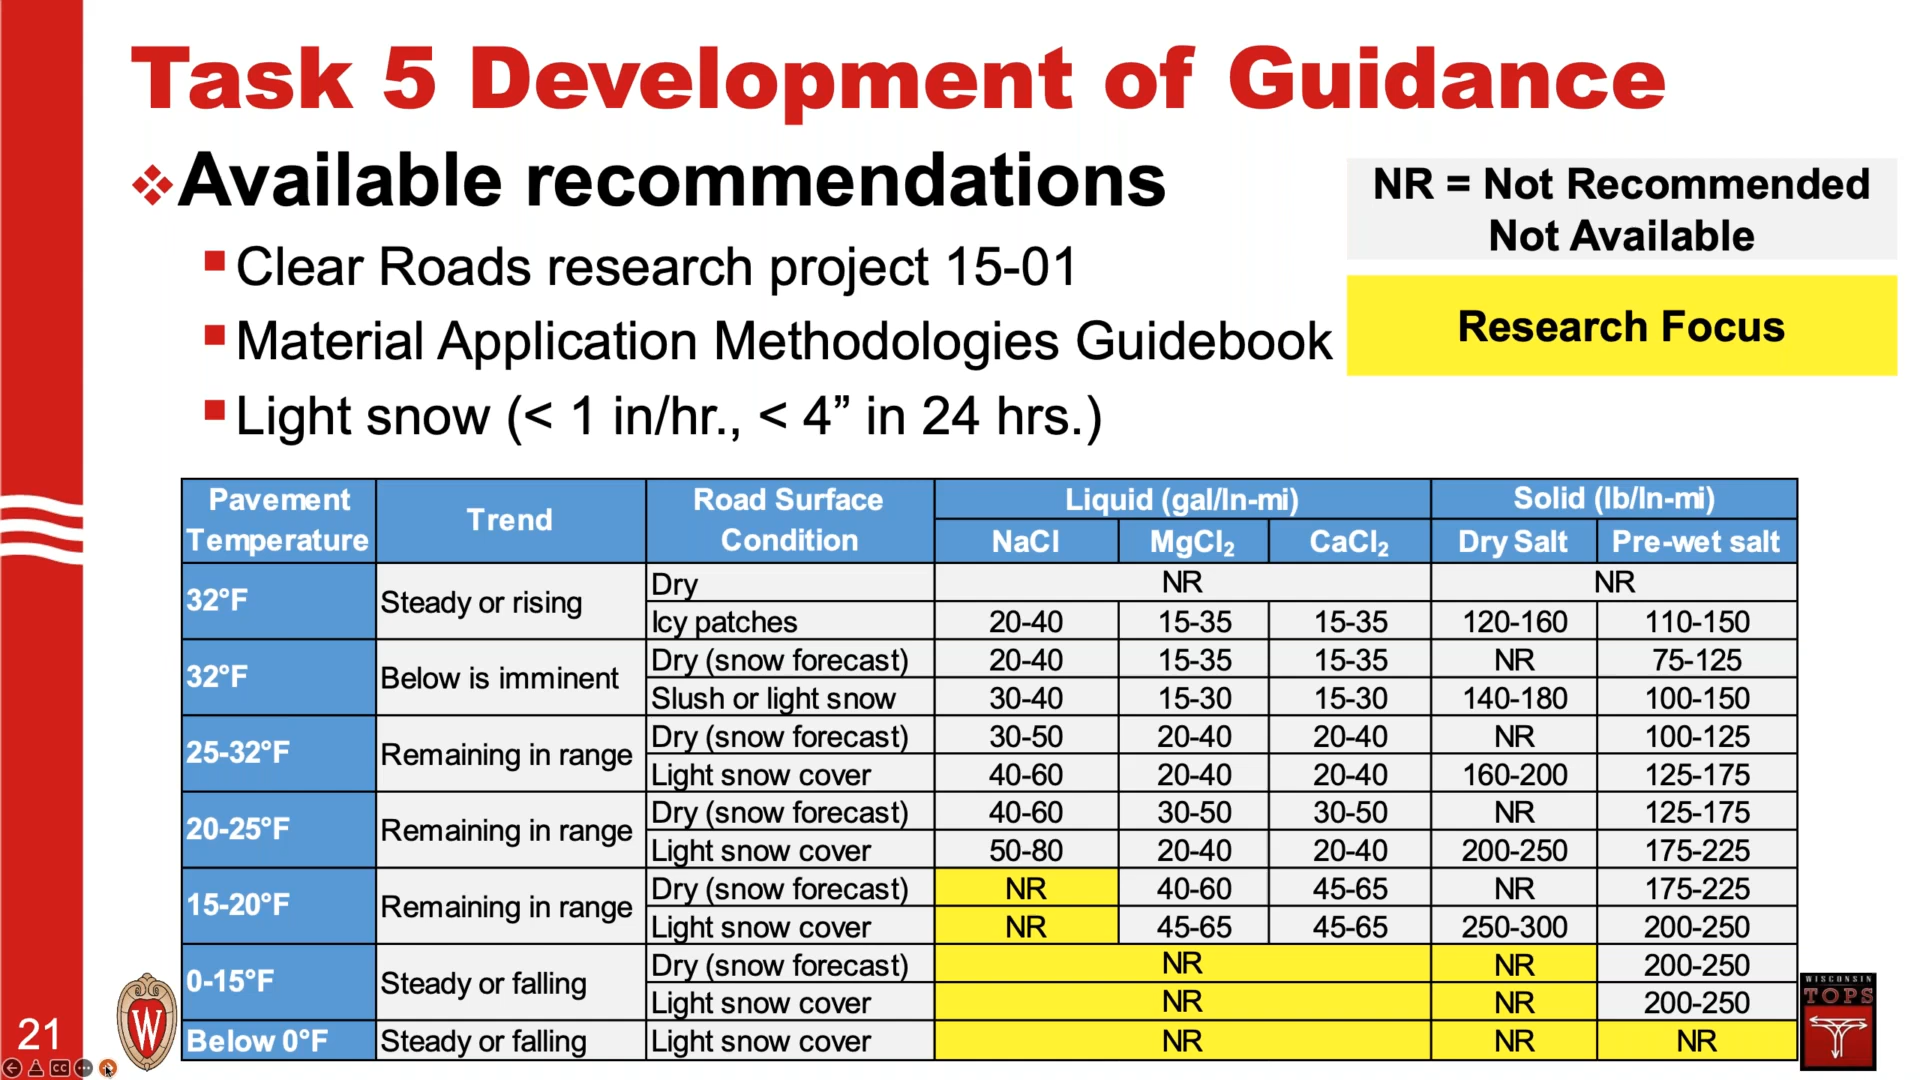 Task 5 Development of Guidance
Available recommendations
Clear Roads research project 15-01
Material Application Methodologies Guidebook
Light snow (< 1 in/hr., < 4” in 24 hrs.)
NR = Not Recommended
Not Available
Research Focus
Pavement Temperature Trend Road Surface Condition Liquid (gal/ln-mi) Solid (lb/ln-mi)
NaCl MgCl₂ CaCl₂ Dry Salt Pre-wet salt
32°F Steady or rising Dry NR NR
Icy patches 20-40 15-35 15-35 120-160 110-150
32°F Below is imminent Dry (snow forecast) 20-40 15-35 15-35 NR 75-125
Slush or light snow 30-40 15-30 15-30 140-180 100-150
25-32°F Remaining in range Dry (snow forecast) 30-50 20-40 20-40 NR 100-125
Light snow cover 40-60 20-40 20-40 160-200 125-175
20-25°F Remaining in range Dry (snow forecast) 40-60 30-50 30-50 NR 125-175
Light snow cover 50-80 20-40 20-40 200-250 175-225
15-20°F Remaining in range Dry (snow forecast) NR 40-60 45-65 NR 175-225
Light snow cover NR 45-65 45-65 250-300 200-250
0-15°F Steady or falling Dry (snow forecast) NR NR 200-250
Light snow cover NR NR 200-250
Below 0°F Steady or falling Light snow cover NR NR NR
21
W
WISCONSIN
TOPS
CC